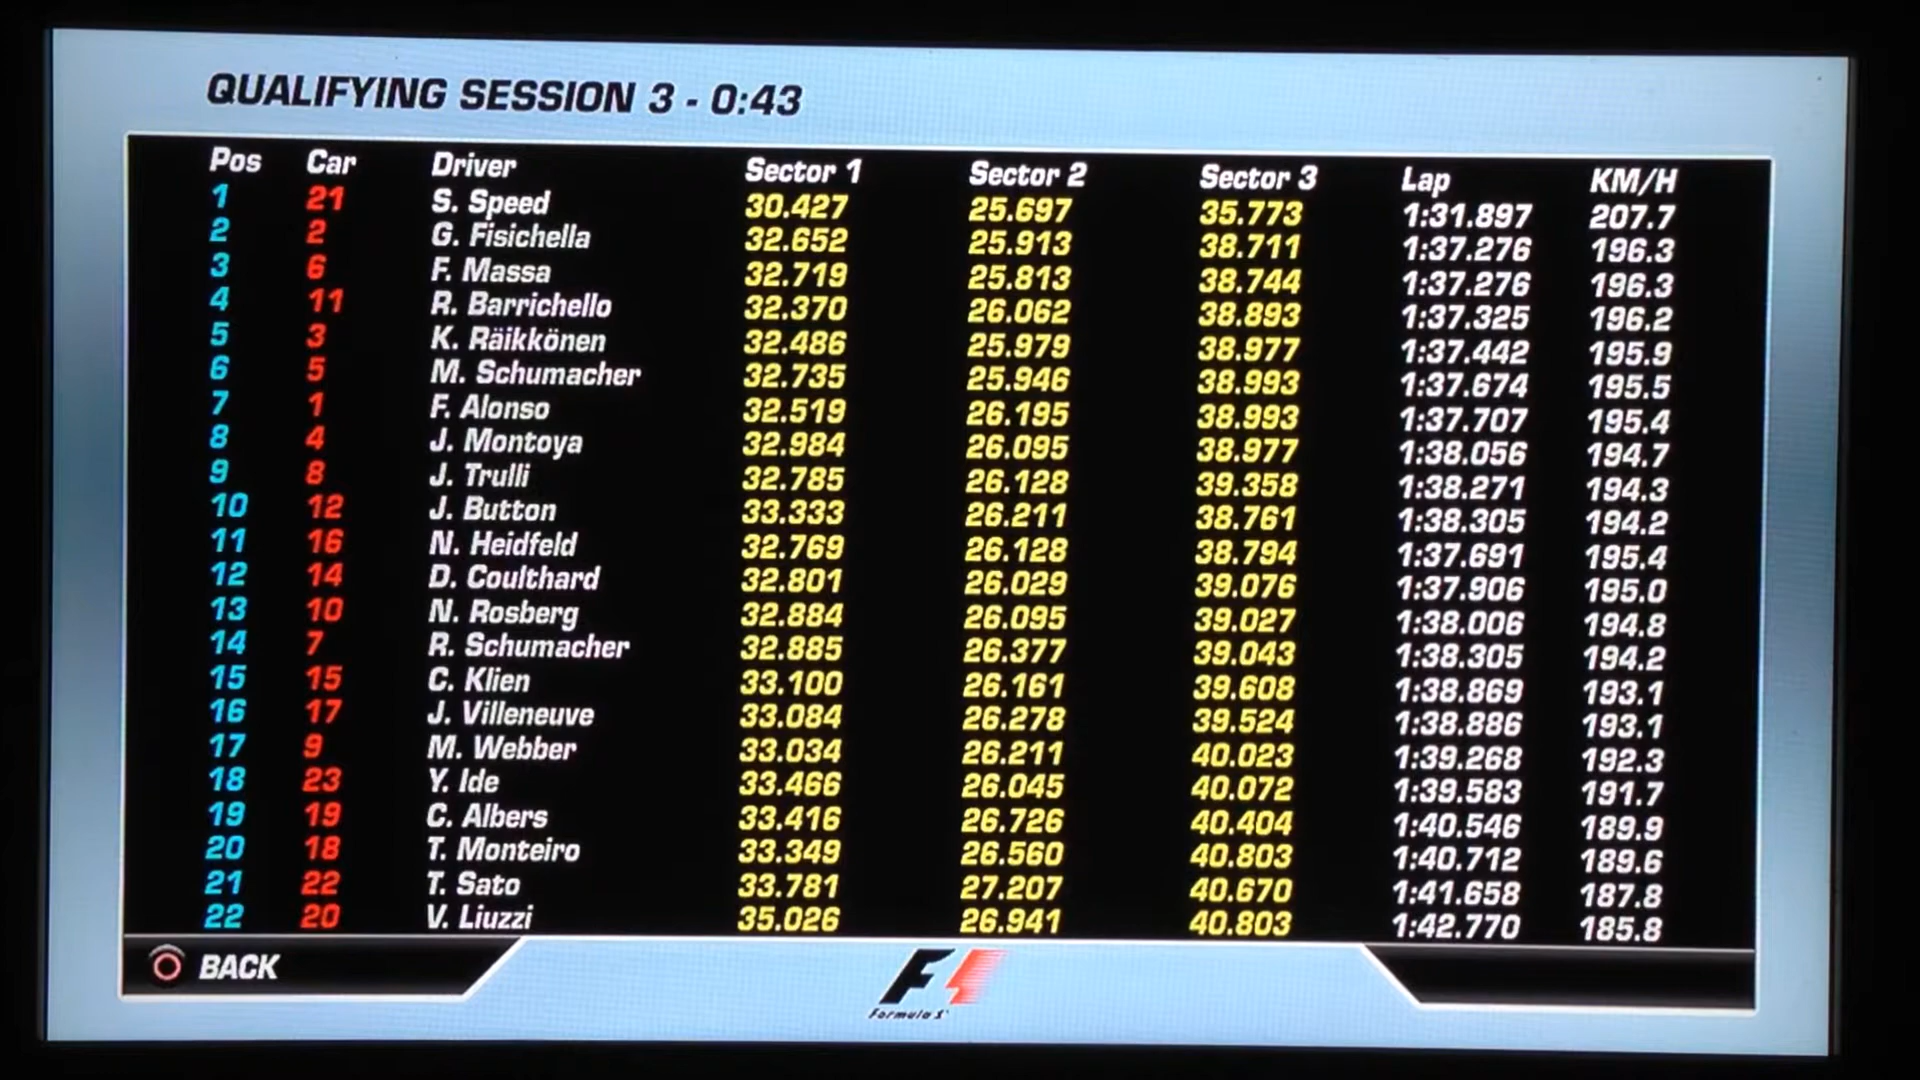 QUALIFYING SESSION 3 - 0:43
Pos Car Driver Sector 1 Sector 2 Sector 3 Lap KM/H
1 21 S. Speed 30.427 25.697 35.773 1:31.897 207.7
2 2 G. Fisichella 32.652 25.913 38.711 1:37.276 196.3
3 6 F. Massa 32.719 25.813 38.744 1:37.276 196.3
4 11 R. Barrichello 32.370 26.062 38.893 1:37.325 196.2
5 3 K. Räikkönen 32.486 25.979 38.977 1:37.442 195.9
6 5 M. Schumacher 32.735 25.946 38.993 1:37.674 195.5
7 1 F. Alonso 32.519 26.195 38.993 1:37.707 195.4
8 4 J. Montoya 32.984 26.095 38.977 1:38.056 194.7
9 8 J. Trulli 32.785 26.128 39.358 1:38.271 194.3
10 12 J. Button 33.333 26.211 38.761 1:38.305 194.2
11 16 N. Heidfeld 32.769 26.128 38.794 1:37.691 195.4
12 14 D. Coulthard 32.801 26.029 39.076 1:37.906 195.0
13 10 N. Rosberg 32.884 26.095 39.027 1:38.006 194.8
14 7 R. Schumacher 32.885 26.377 39.043 1:38.305 194.2
15 15 C. Klien 33.100 26.161 39.608 1:38.869 193.1
16 17 J. Villeneuve 33.084 26.278 39.524 1:38.886 193.1
17 9 M. Webber 33.034 26.211 40.023 1:39.268 192.3
18 23 Y. Ide 33.466 26.045 40.072 1:39.583 191.7
19 19 C. Albers 33.416 26.726 40.404 1:40.546 189.9
20 18 T. Monteiro 33.349 26.560 40.803 1:40.712 189.6
21 22 T. Sato 33.781 27.207 40.670 1:41.658 187.8
22 20 V. Liuzzi 35.026 26.941 40.803 1:42.770 185.8
BACK
F1
Formula 1